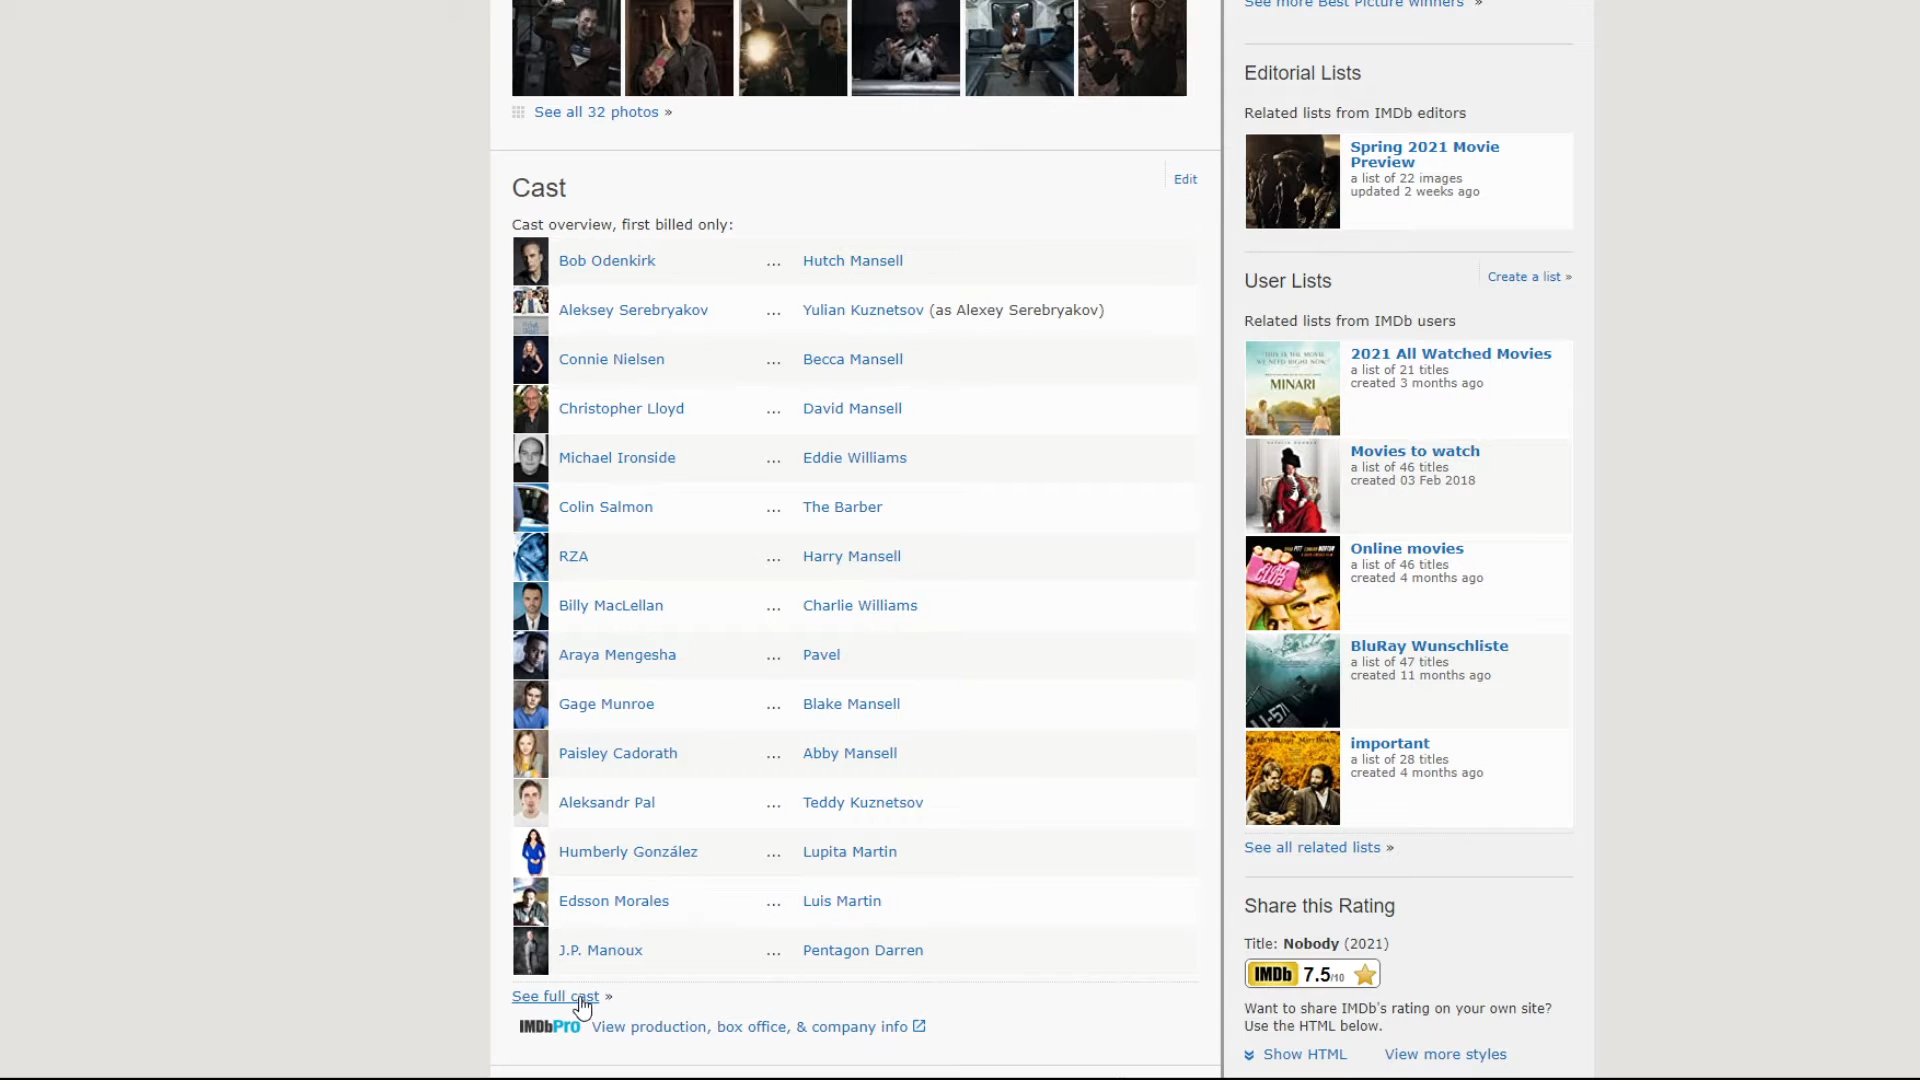 See more Best Picture winners »
See all 32 photos »
Cast
Edit
Cast overview, first billed only:
Bob Odenkirk ... Hutch Mansell
Aleksey Serebryakov ... Yulian Kuznetsov (as Alexey Serebryakov)
Connie Nielsen ... Becca Mansell
Christopher Lloyd ... David Mansell
Michael Ironside ... Eddie Williams
Colin Salmon ... The Barber
RZA ... Harry Mansell
Billy MacLellan ... Charlie Williams
Araya Mengesha ... Pavel
Gage Munroe ... Blake Mansell
Paisley Cadorath ... Abby Mansell
Aleksandr Pal ... Teddy Kuznetsov
Humberly González ... Lupita Martin
Edsson Morales ... Luis Martin
J.P. Manoux ... Pentagon Darren
See full cast »
IMDbPro View production, box office, & company info
Editorial Lists
Related lists from IMDb editors
Spring 2021 Movie
Preview
a list of 22 images
updated 2 weeks ago
User Lists
Create a list »
Related lists from IMDb users
MINARI
2021 All Watched Movies
a list of 21 titles
created 3 months ago
Movies to watch
a list of 46 titles
created 03 Feb 2018
FIGHT
CLUB
Online movies
a list of 46 titles
created 4 months ago
U-571
BluRay Wunschliste
a list of 47 titles
created 11 months ago
important
a list of 28 titles
created 4 months ago
See all related lists »
Share this Rating
Title: Nobody (2021)
IMDb 7.5/10
Want to share IMDb's rating on your own site?
Use the HTML below.
Show HTML
View more styles